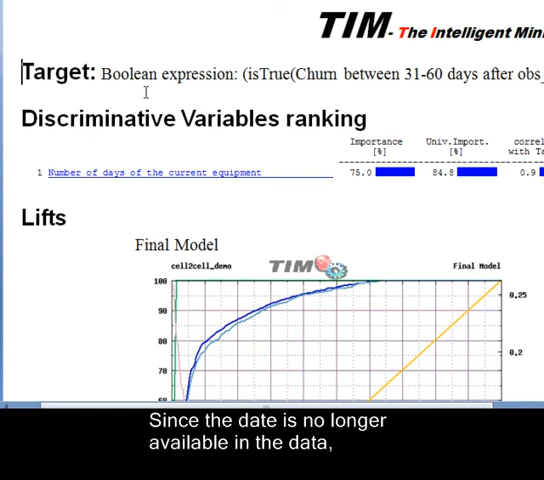 TIM - The Intelligent Mini
Target: Boolean expression: (isTrue(Churn between 31-60 days after obs_
Discriminative Variables ranking
Importance Univ.Import. correl
[%] [%] with Ta
1 Number of days of the current equipment 75.0 84.8 0.9
Lifts
Final Model
cell2cell_demo TIM Final Model
100
0.25
90
80
0.2
70
60
Since the date is no longer
available in the data,